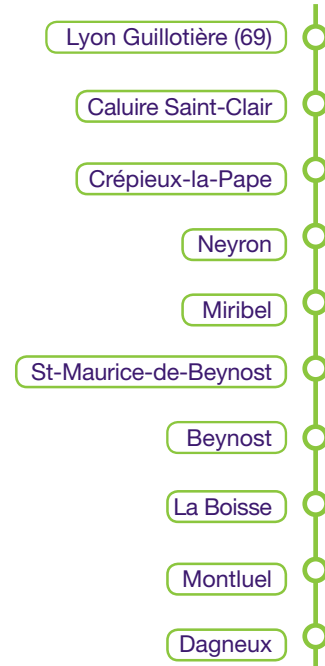 Lyon Guillotière (69)
Caluire Saint-Clair
Crépieux-la-Pape
Neyron
Miribel
St-Maurice-de-Beynost
Beynost
La Boisse
Montluel
Dagneux